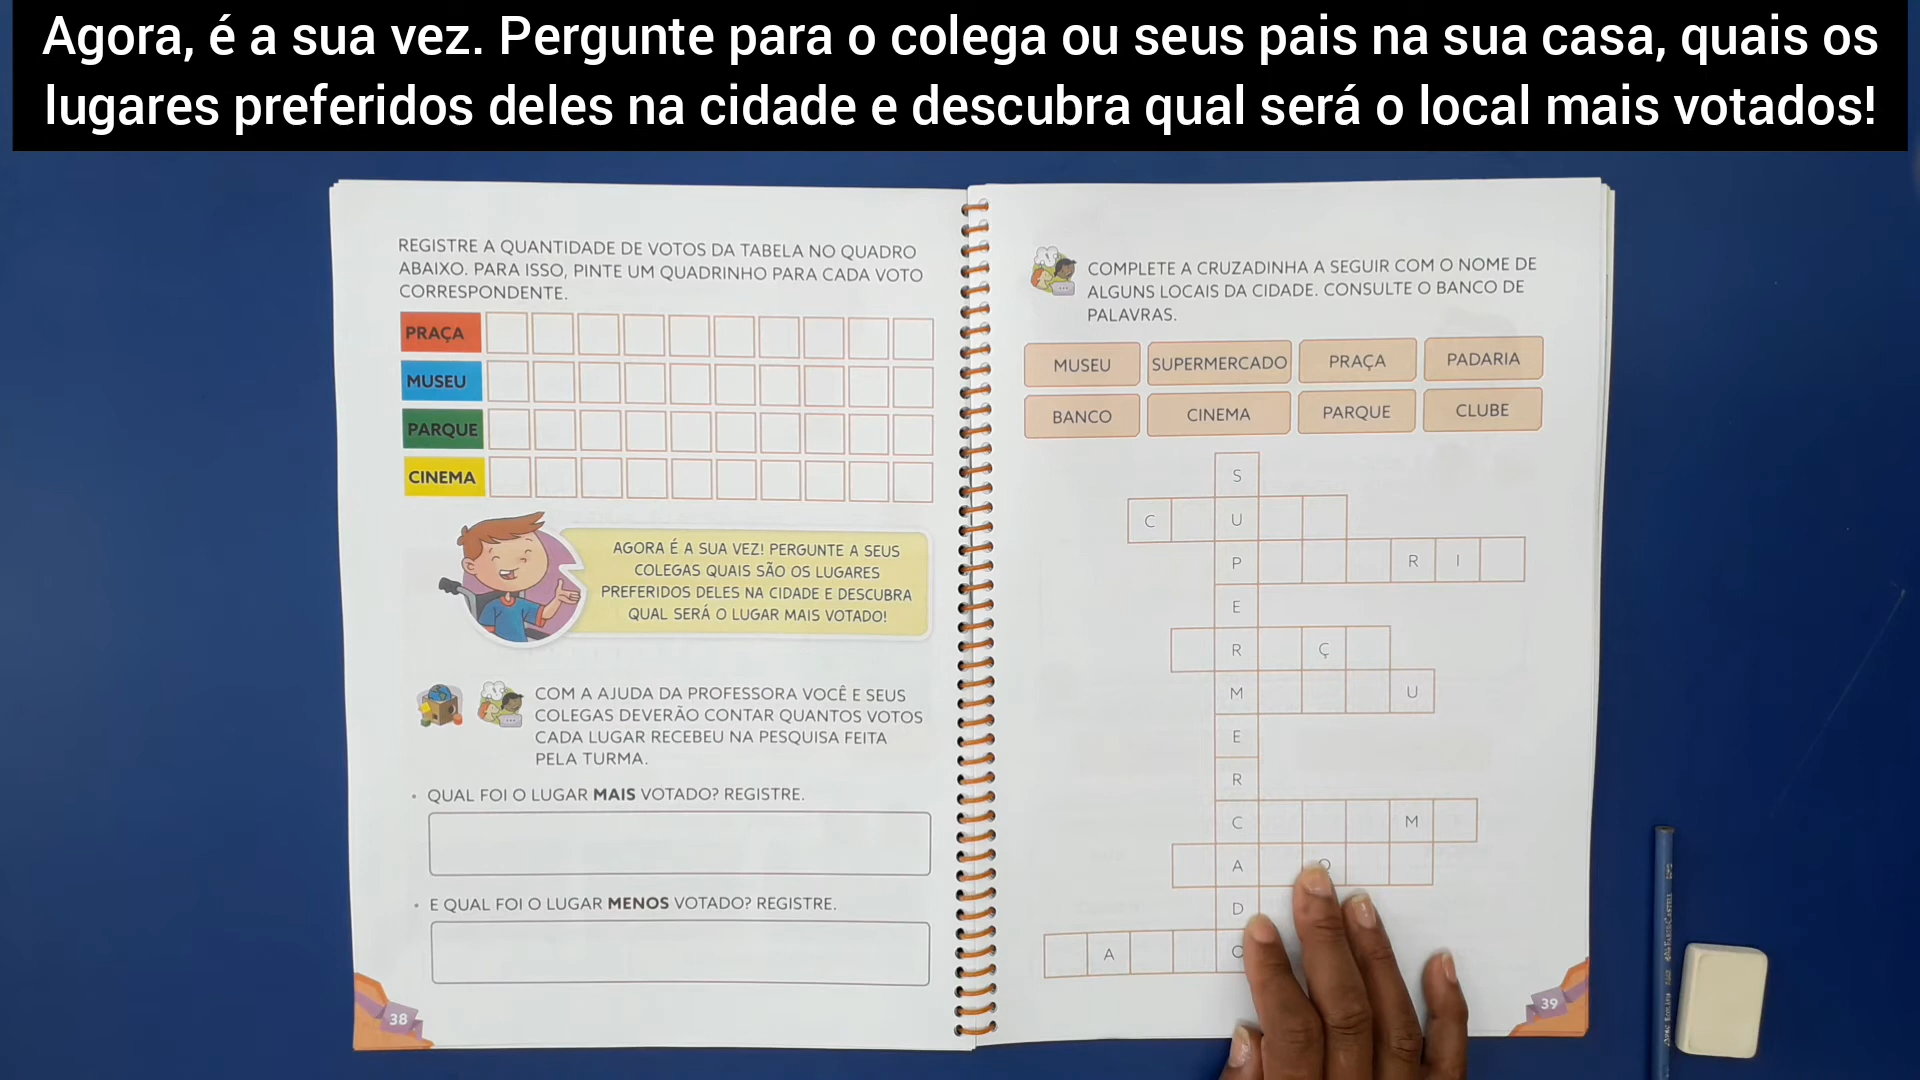 Agora, é a sua vez. Pergunte para o colega ou seus pais na sua casa, quais os
lugares preferidos deles na cidade e descubra qual será o local mais votados!
REGISTRE A QUANTIDADE DE VOTOS DA TABELA NO QUADRO
ABAIXO. PARA ISSO, PINTE UM QUADRINHO PARA CADA VOTO
CORRESPONDENTE.
PRAÇA
MUSEU
PARQUE
CINEMA
AGORA É A SUA VEZ! PERGUNTE A SEUS
COLEGAS QUAIS SÃO OS LUGARES
PREFERIDOS DELES NA CIDADE E DESCUBRA
QUAL SERÁ O LUGAR MAIS VOTADO!
COM A AJUDA DA PROFESSORA VOCÊ E SEUS
COLEGAS DEVERÃO CONTAR QUANTOS VOTOS
CADA LUGAR RECEBEU NA PESQUISA FEITA
PELA TURMA.
• QUAL FOI O LUGAR MAIS VOTADO? REGISTRE.
• E QUAL FOI O LUGAR MENOS VOTADO? REGISTRE.
38
COMPLETE A CRUZADINHA A SEGUIR COM O NOME DE
ALGUNS LOCAIS DA CIDADE. CONSULTE O BANCO DE
PALAVRAS.
MUSEU SUPERMERCADO PRAÇA PADARIA
BANCO CINEMA PARQUE CLUBE
S
C U
P R I
E
R Ç
M U
E
R
C M
A Q
D
A O
39